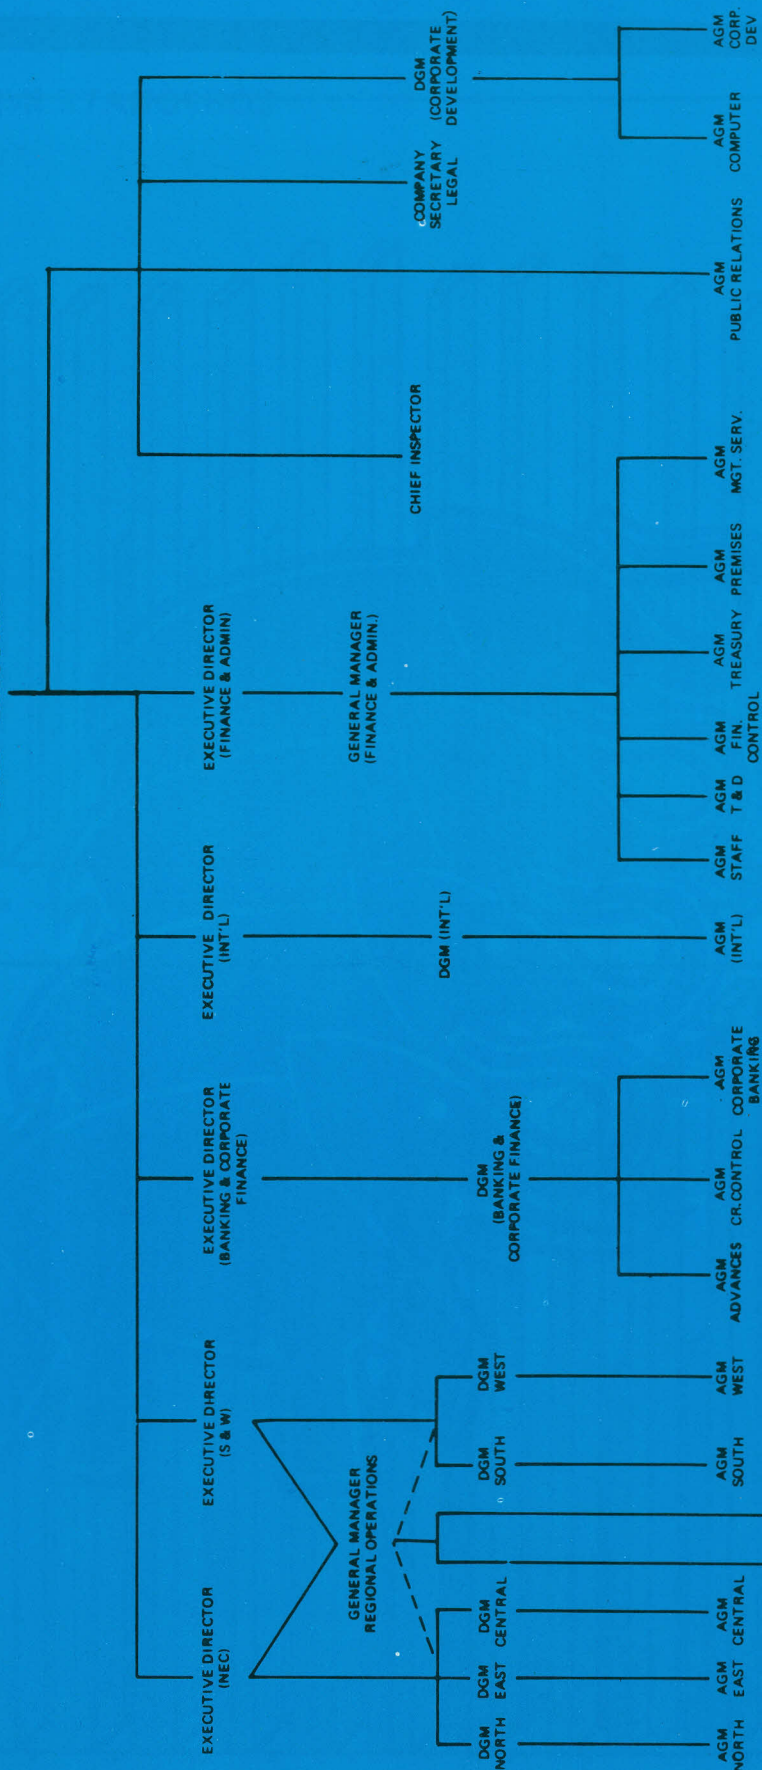 EXECUTIVE DIRECTOR
(NEC)
EXECUTIVE DIRECTOR
(S & W)
EXECUTIVE DIRECTOR
(BANKING & CORPORATE
FINANCE)
EXECUTIVE DIRECTOR
(INT'L)
EXECUTIVE DIRECTOR
(FINANCE & ADMIN)
GENERAL MANAGER
REGIONAL OPERATIONS
GENERAL MANAGER
(FINANCE & ADMIN.)
CHIEF INSPECTOR
COMPANY
SECRETARY
LEGAL
DGM
(CORPORATE
DEVELOPMENT)
DGM
NORTH
DGM
EAST
DGM
CENTRAL
DGM
SOUTH
DGM
WEST
DGM
(BANKING &
CORPORATE FINANCE)
DGM (INT'L)
AGM
NORTH
AGM
EAST
AGM
CENTRAL
AGM
SOUTH
AGM
WEST
AGM
ADVANCES
AGM
CR.CONTROL
AGM
CORPORATE
BANKING
AGM
(INT'L)
AGM
STAFF
AGM
T & D
AGM
FIN.
CONTROL
AGM
TREASURY
AGM
PREMISES
AGM
MGT. SERV.
AGM
PUBLIC RELATIONS
AGM
COMPUTER
AGM
CORP.
DEV